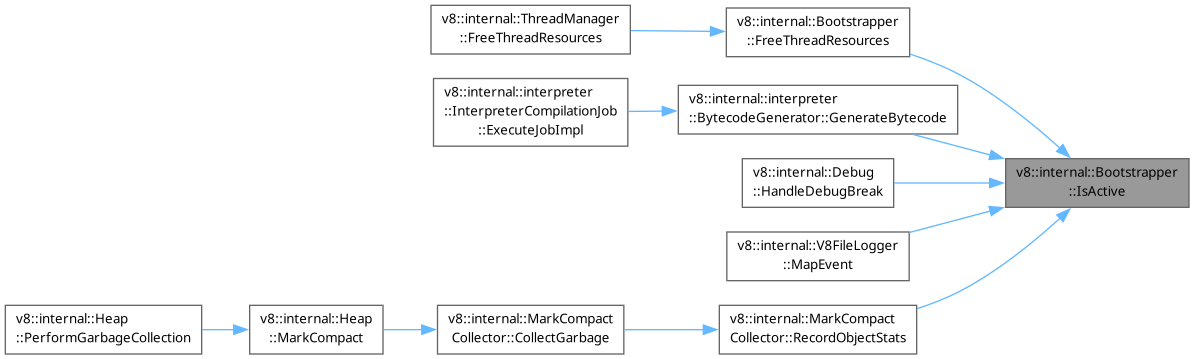 v8::internal::ThreadManager
::FreeThreadResources
v8::internal::Bootstrapper
::FreeThreadResources
v8::internal::interpreter
::InterpreterCompilationJob
::ExecuteJobImpl
v8::internal::interpreter
::BytecodeGenerator::GenerateBytecode
v8::internal::Debug
::HandleDebugBreak
v8::internal::Bootstrapper
::IsActive
v8::internal::V8FileLogger
::MapEvent
v8::internal::Heap
::PerformGarbageCollection
v8::internal::Heap
::MarkCompact
v8::internal::MarkCompact
Collector::CollectGarbage
v8::internal::MarkCompact
Collector::RecordObjectStats